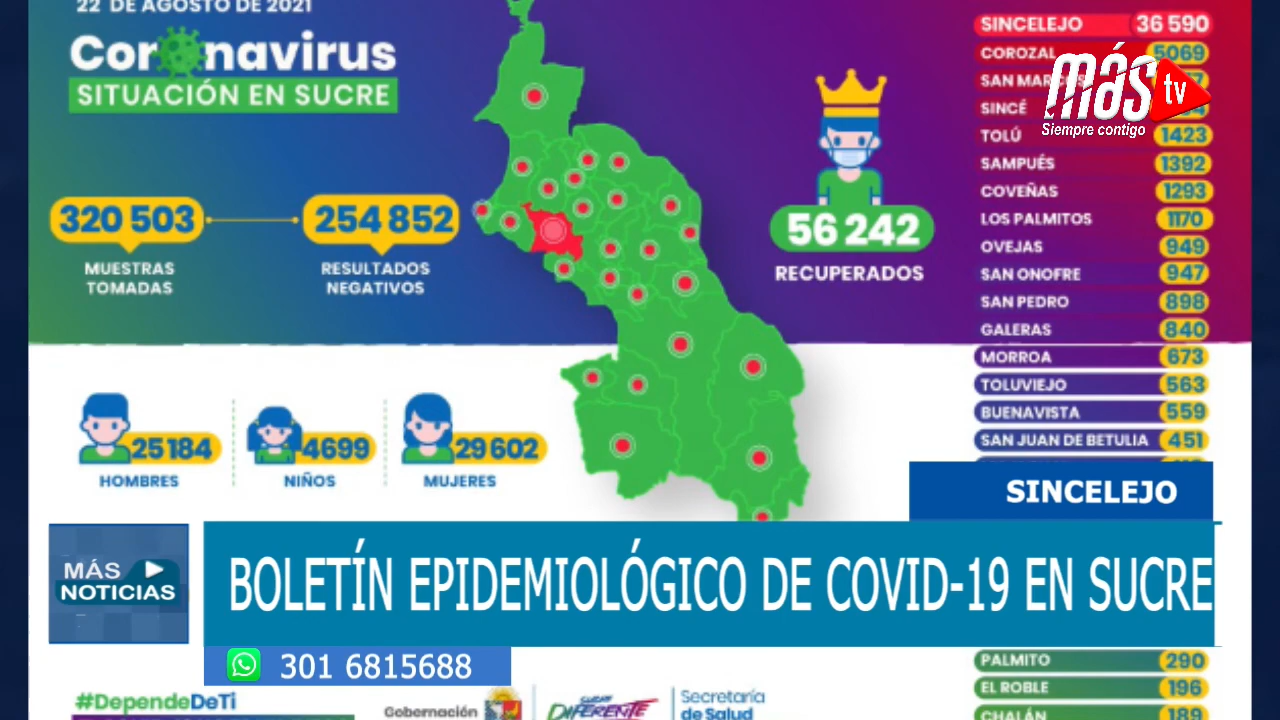 22 DE AGOSTO DE 2021
Coronavirus
SITUACIÓN EN SUCRE
320 503
MUESTRAS
TOMADAS
254 852
RESULTADOS
NEGATIVOS
56 242
RECUPERADOS
25 184
HOMBRES
4699
NIÑOS
29 602
MUJERES
SINCELEJO 36 590
COROZAL 5069
SAN
SINCÉ
TOLÚ 1423
SAMPUÉS 1392
COVEÑAS 1293
LOS PALMITOS 1170
OVEJAS 949
SAN ONOFRE 947
SAN PEDRO 898
GALERAS 840
MORROA 673
TOLUVIEJO 563
BUENAVISTA 559
SAN JUAN DE BETULIA 451
más tv
Siempre contigo
SINCELEJO
MÁS
NOTICIAS
BOLETÍN EPIDEMIOLÓGICO DE COVID-19 EN SUCRE
301 6815688
PALMITO 290
EL ROBLE 196
CHALÁN 189
#DependeDeTi
Gobernación
SUCRE
DIFERENTE
Secretaría
de Salud